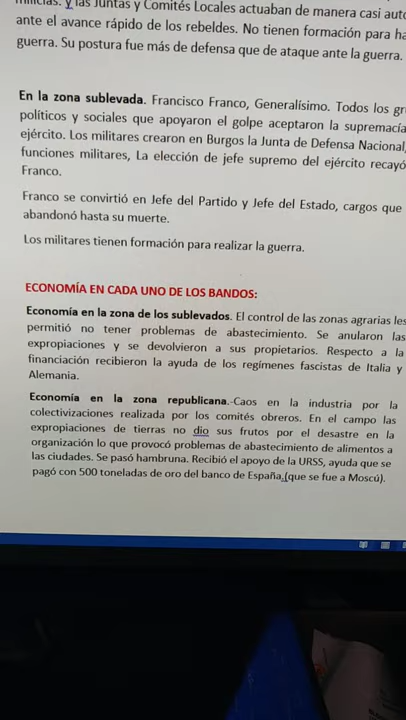 milicias. y las Juntas y Comités Locales actuaban de manera casi
ante el avance rápido de los rebeldes. No tienen formación para
guerra. Su postura fue más de defensa que de ataque ante la guerra.
En la zona sublevada. Francisco Franco, Generalísimo. Todos los
políticos y sociales que apoyaron el golpe aceptaron la supremacía
ejército. Los militares crearon en Burgos la Junta de Defensa Nacional,
funciones militares, La elección de jefe supremo del ejército recayó
Franco.
Franco se convirtió en Jefe del Partido y Jefe del Estado, cargos que
abandonó hasta su muerte.
Los militares tienen formación para realizar la guerra.
ECONOMÍA EN CADA UNO DE LOS BANDOS:
Economía en la zona de los sublevados. El control de las zonas agrarias les
permitió no tener problemas de abastecimiento. Se anularon las
expropiaciones y se devolvieron a sus propietarios. Respecto a la
financiación recibieron la ayuda de los regímenes fascistas de Italia y
Alemania.
Economía en la zona republicana.-Caos en la industria por la
colectivizaciones realizada por los comités obreros. En el campo las
expropiaciones de tierras no dio sus frutos por el desastre en la
organización lo que provocó problemas de abastecimiento de alimentos a
las ciudades. Se pasó hambruna. Recibió el apoyo de la URSS, ayuda que se
pagó con 500 toneladas de oro del banco de España,(que se fue a Moscú).